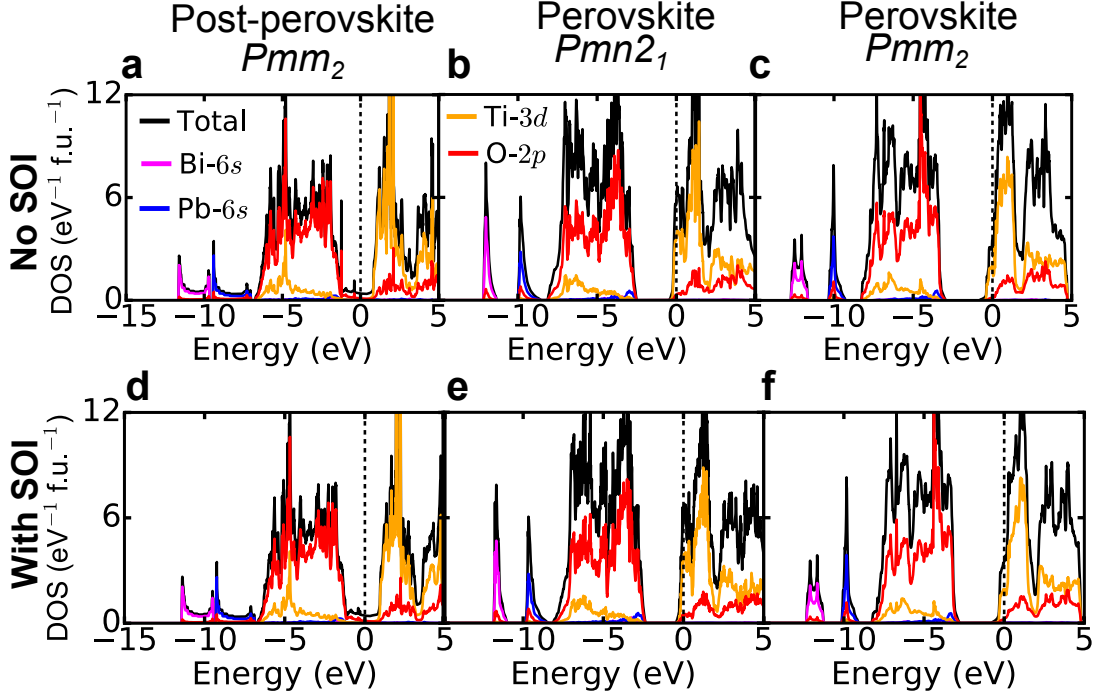 Post-perovskite Perovskite Perovskite
Pmm₂ Pmn2₁ Pmm₂
a b c
No SOI
DOS (eV⁻¹ f.u.⁻¹)
12
6
0
Total
Bi-6s
Pb-6s
Ti-3d
O-2p
−15 −10 −5 0 5 −10 −5 0 5 −10 −5 0 5
Energy (eV) Energy (eV) Energy (eV)
d e f
With SOI
DOS (eV⁻¹ f.u.⁻¹)
12
6
0
−15 −10 −5 0 5 −10 −5 0 5 −10 −5 0 5
Energy (eV) Energy (eV) Energy (eV)